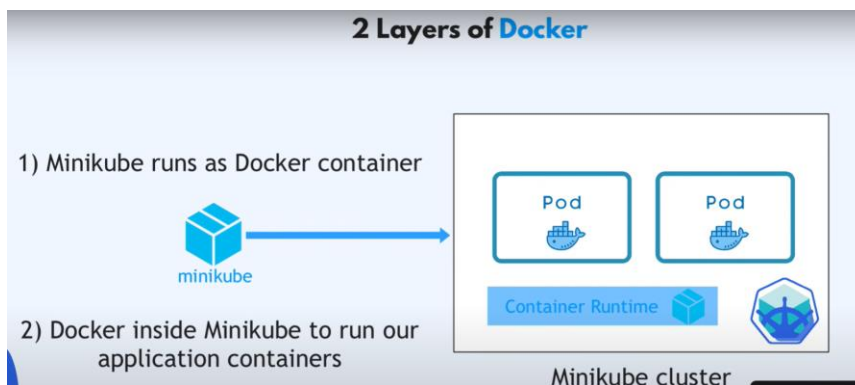 2 Layers of Docker
1) Minikube runs as Docker container
minikube
2) Docker inside Minikube to run our
application containers
Pod
Pod
Container Runtime
Minikube cluster